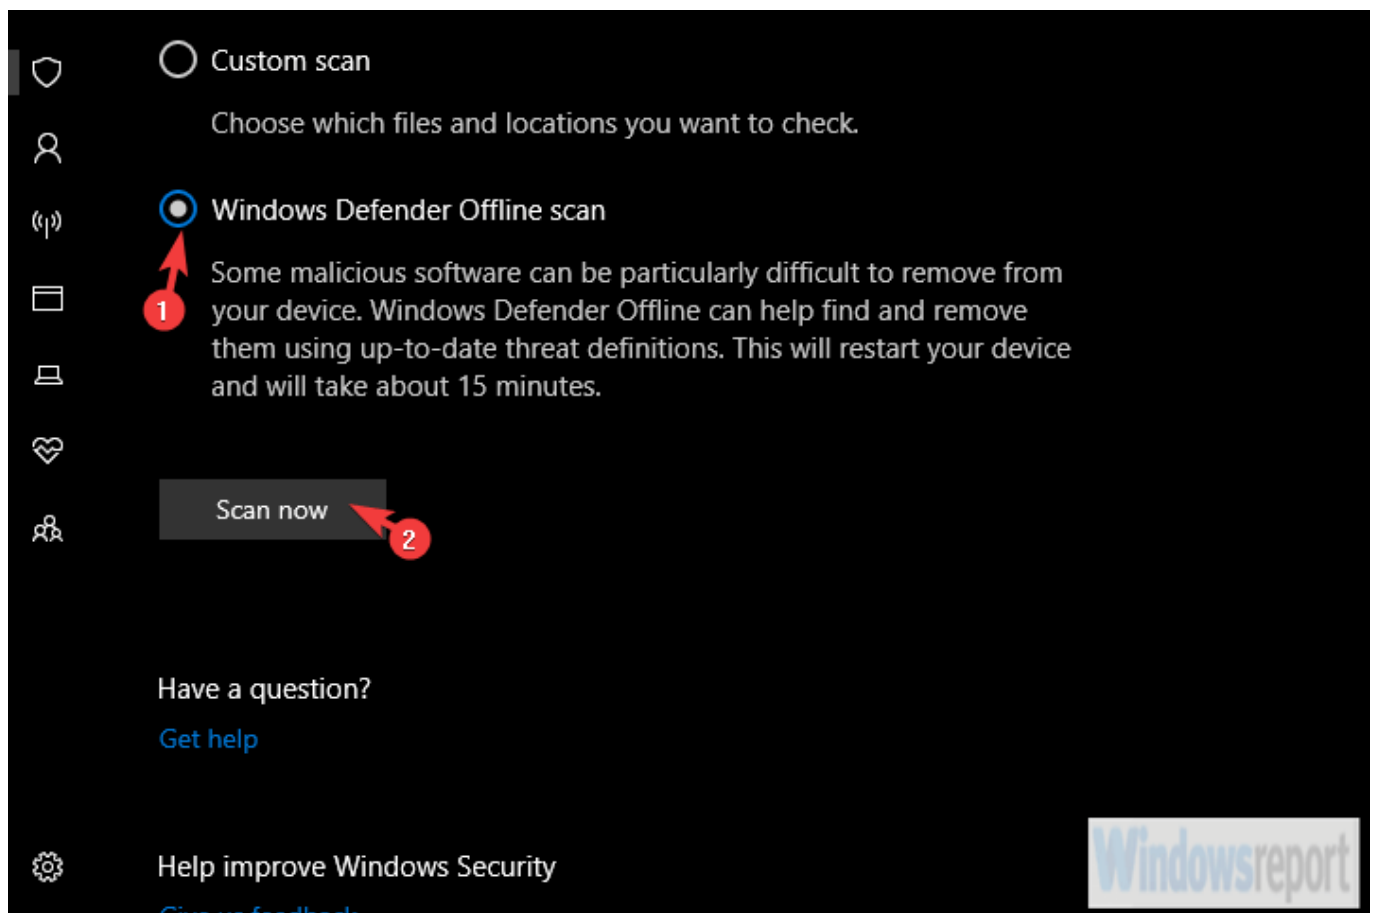 Custom scan
Choose which files and locations you want to check.
Windows Defender Offline scan
Some malicious software can be particularly difficult to remove from
your device. Windows Defender Offline can help find and remove
them using up-to-date threat definitions. This will restart your device
and will take about 15 minutes.
1
Scan now
2
Have a question?
Get help
Help improve Windows Security
Give us feedback
Windowsreport